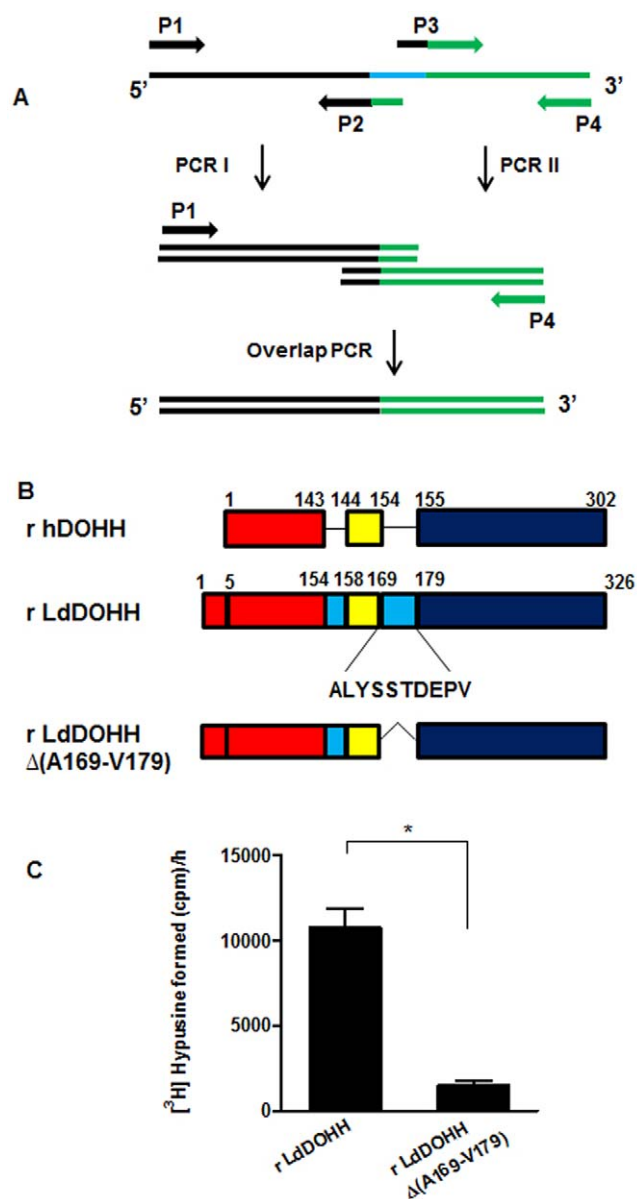 P1 P3
A
5' 3'
P2 P4
PCR I PCR II
P1
P4
Overlap PCR
5' 3'
B
1 143 144 154 155 302
r hDOHH
1 5 154 158 169 179 326
r LdDOHH
ALYSSTDEPV
r LdDOHH
Δ(A169-V179)
C
*
15000
10000
5000
0
[³H] Hypusine formed (cpm)/h
r LdDOHH
r LdDOHH
Δ(A169-V179)